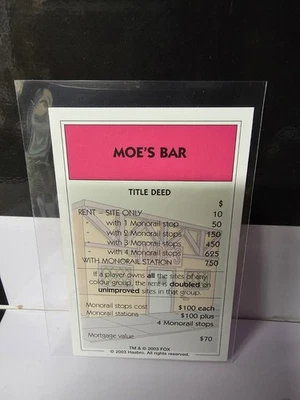 MOE'S BAR
TITLE DEED
$
RENT – SITE ONLY 10
" with 1 Monorail stop 50
" with 2 Monorail stops 150
" with 3 Monorail stops 450
" with 4 Monorail stops 625
WITH MONORAIL STATION 750
If a player owns all the sites of any
colour group, the rent is doubled on
unimproved sites in that group.
Monorail stops cost $100 each
Monorail stations $100 plus
4 Monorail stops
Mortgage value $70
TM & © 2003 FOX
© 2003 Hasbro. All rights reserved.